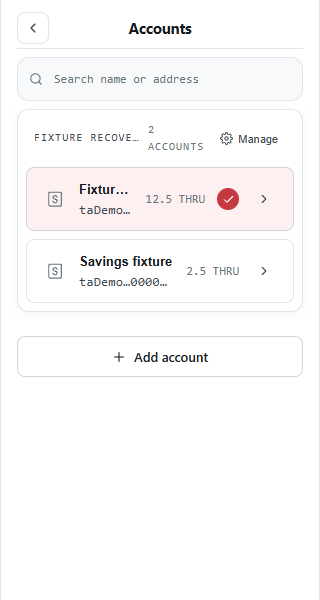 Accounts
Search name or address
FIXTURE RECOVE…
2 ACCOUNTS
Manage
Fixtur…
taDemo…
12.5 THRU
Savings fixture
taDemo…0000…
2.5 THRU
Add account